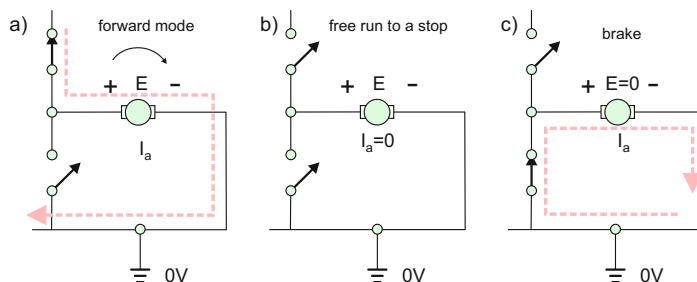 a) forward mode
+ E -
I_a
0V
b) free run to a stop
+ E -
I_a=0
0V
c) brake
+ E=0 -
I_a
0V